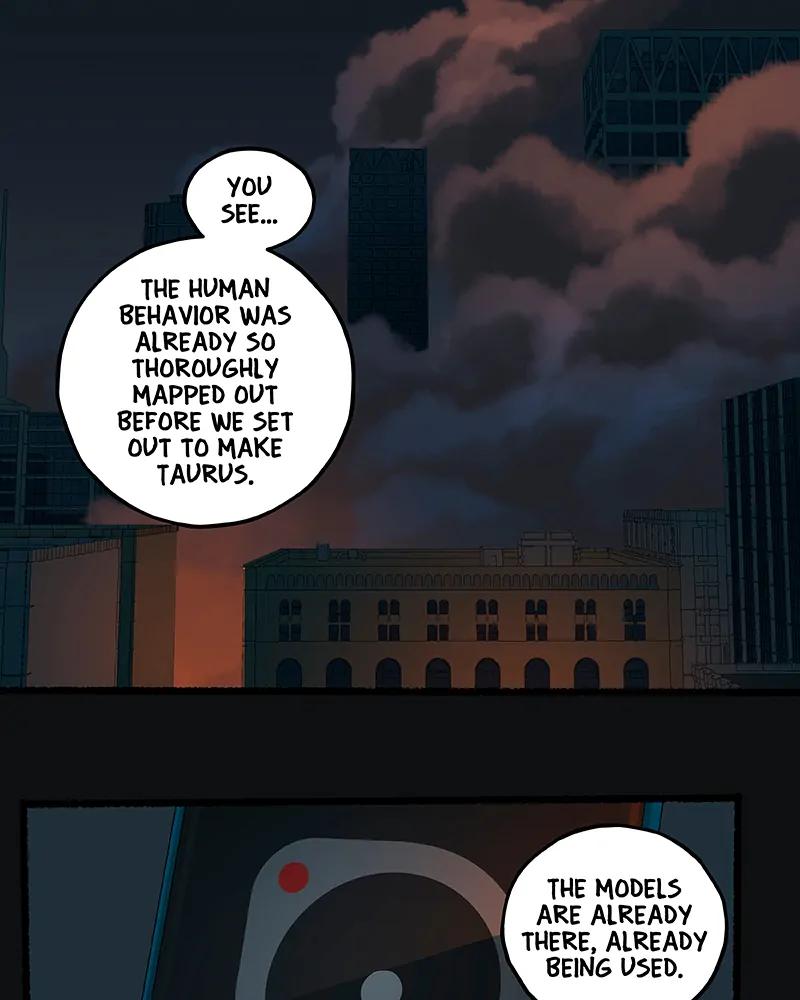 YOU
SEE...
THE HUMAN
BEHAVIOR WAS
ALREADY SO
THOROUGHLY
MAPPED OUT
BEFORE WE SET
OUT TO MAKE
TAURUS.
THE MODELS
ARE ALREADY
THERE, ALREADY
BEING USED.